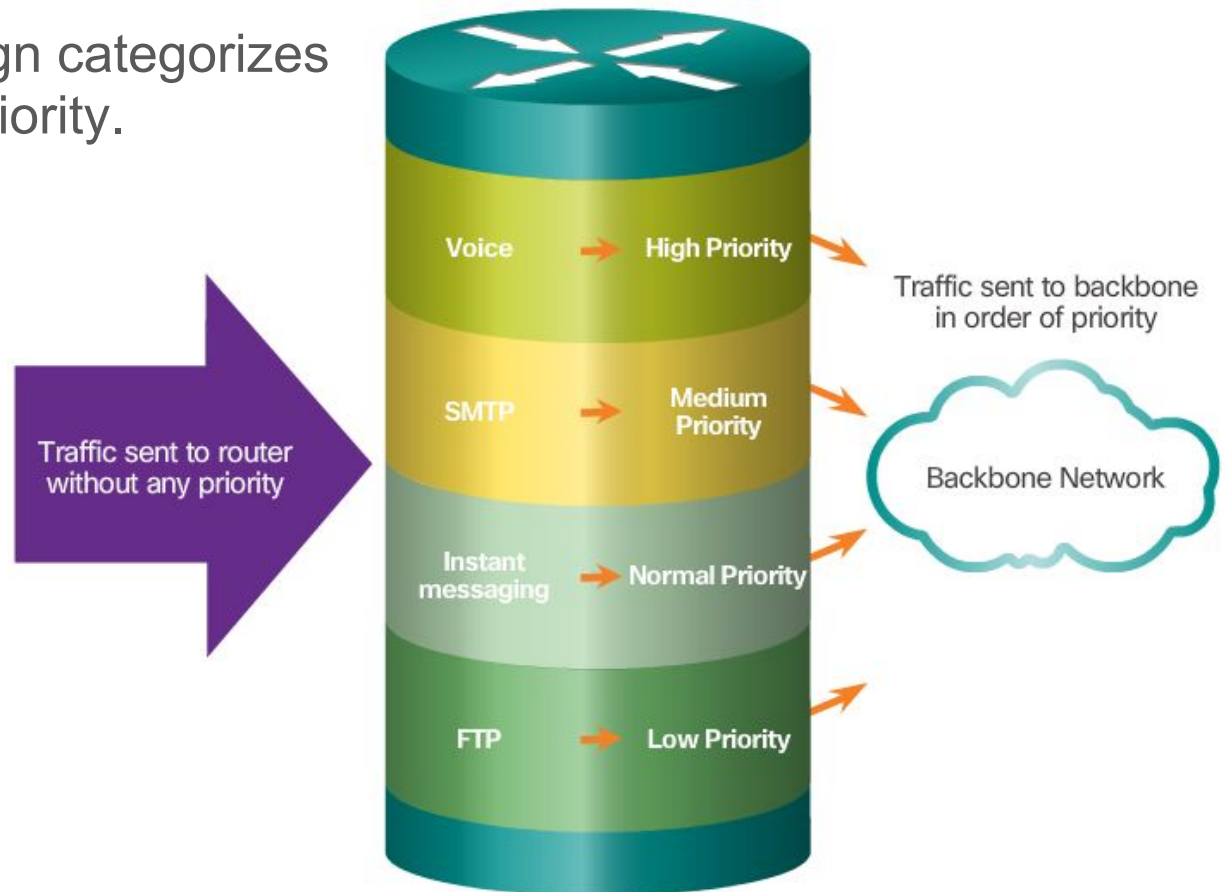 gn categorizes
iority.
Traffic sent to router
without any priority
Voice
High Priority
SMTP
Medium
Priority
Instant
messaging
Normal Priority
FTP
Low Priority
Traffic sent to backbone
in order of priority
Backbone Network